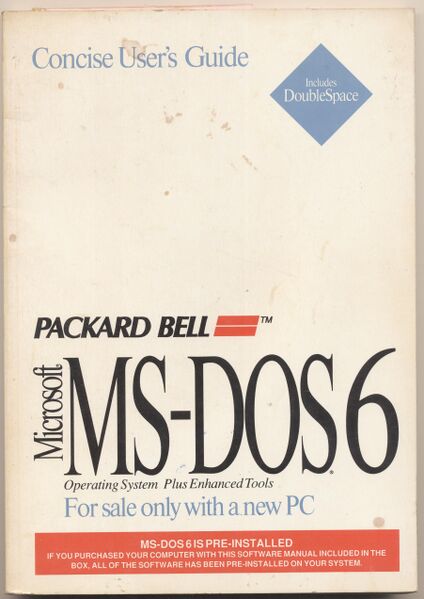 Concise User's Guide
Includes
DoubleSpace
PACKARD BELL ™
Microsoft
MS-DOS® 6
Operating System Plus Enhanced Tools
For sale only with a new PC
MS-DOS 6 IS PRE-INSTALLED
IF YOU PURCHASED YOUR COMPUTER WITH THIS SOFTWARE MANUAL INCLUDED IN THE
BOX, ALL OF THE SOFTWARE HAS BEEN PRE-INSTALLED ON YOUR SYSTEM.